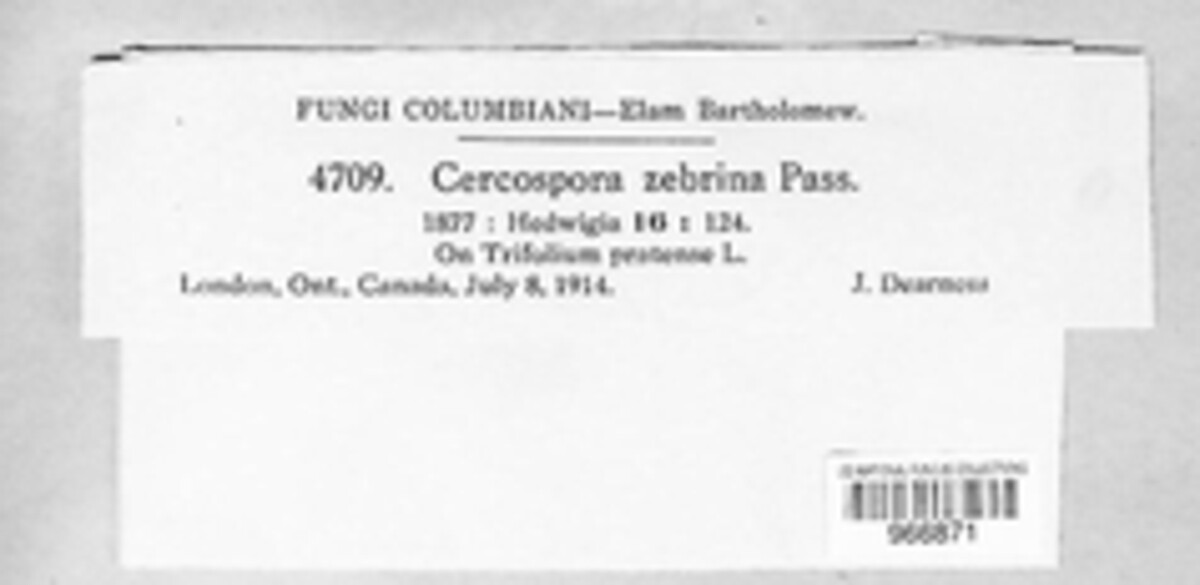 FUNGI COLUMBIANI—Elam Bartholomew.
4709. Cercospora zebrina Pass.
1877 : Hedwigia 16 : 124.
On Trifolium pratense L.
London, Ont., Canada, July 8, 1914. J. Dearness
966871